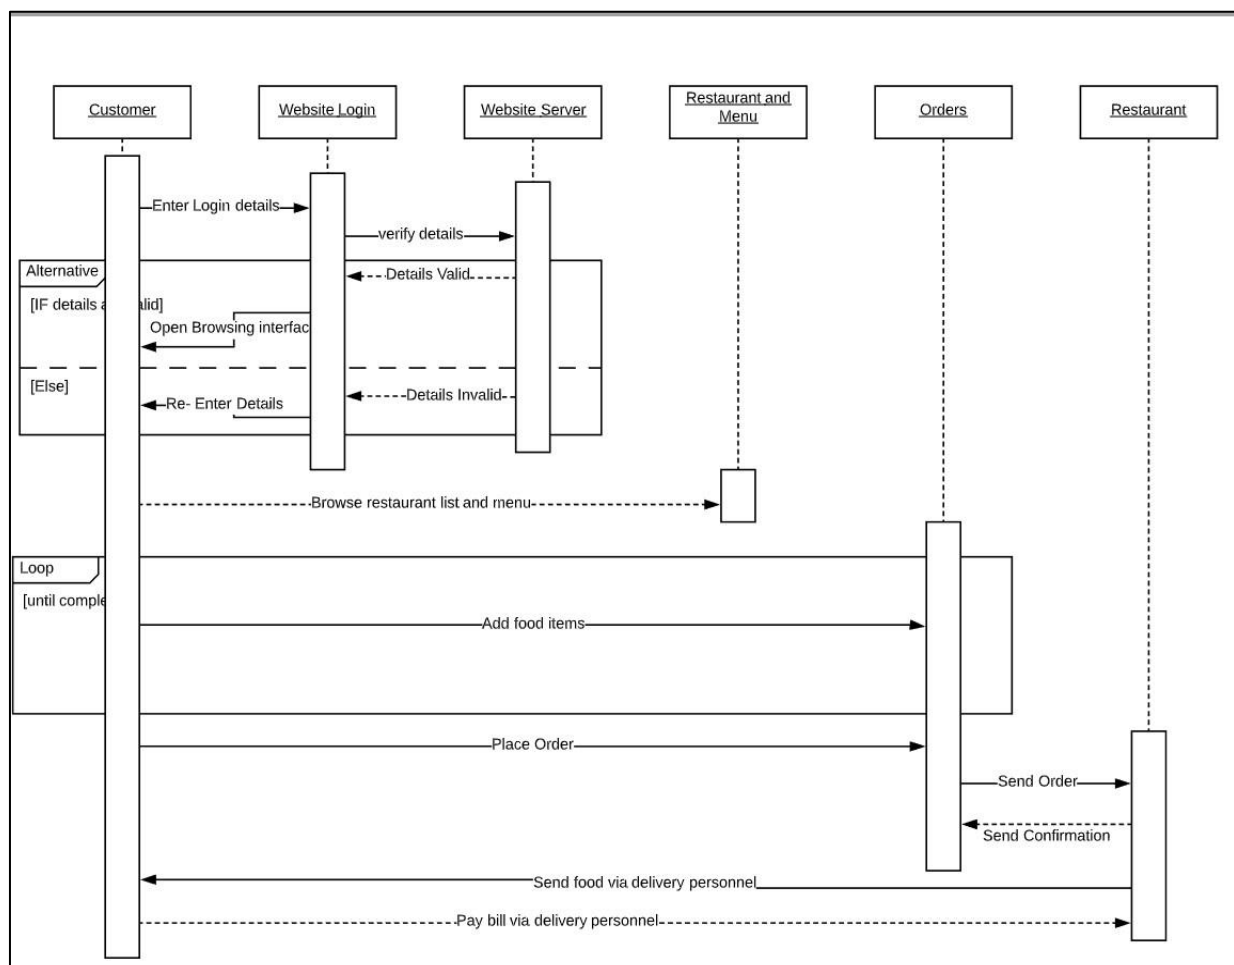 Customer
Website Login
Website Server
Restaurant and
Menu
Orders
Restaurant
Enter Login details
verify details
Alternative
Details Valid
[IF details a alid]
Open Browsing interfac
[Else]
Details Invalid
Re- Enter Details
Browse restaurant list and menu
Loop
[until comple
Add food items
Place Order
Send Order
Send Confirmation
Send food via delivery personnel
Pay bill via delivery personnel